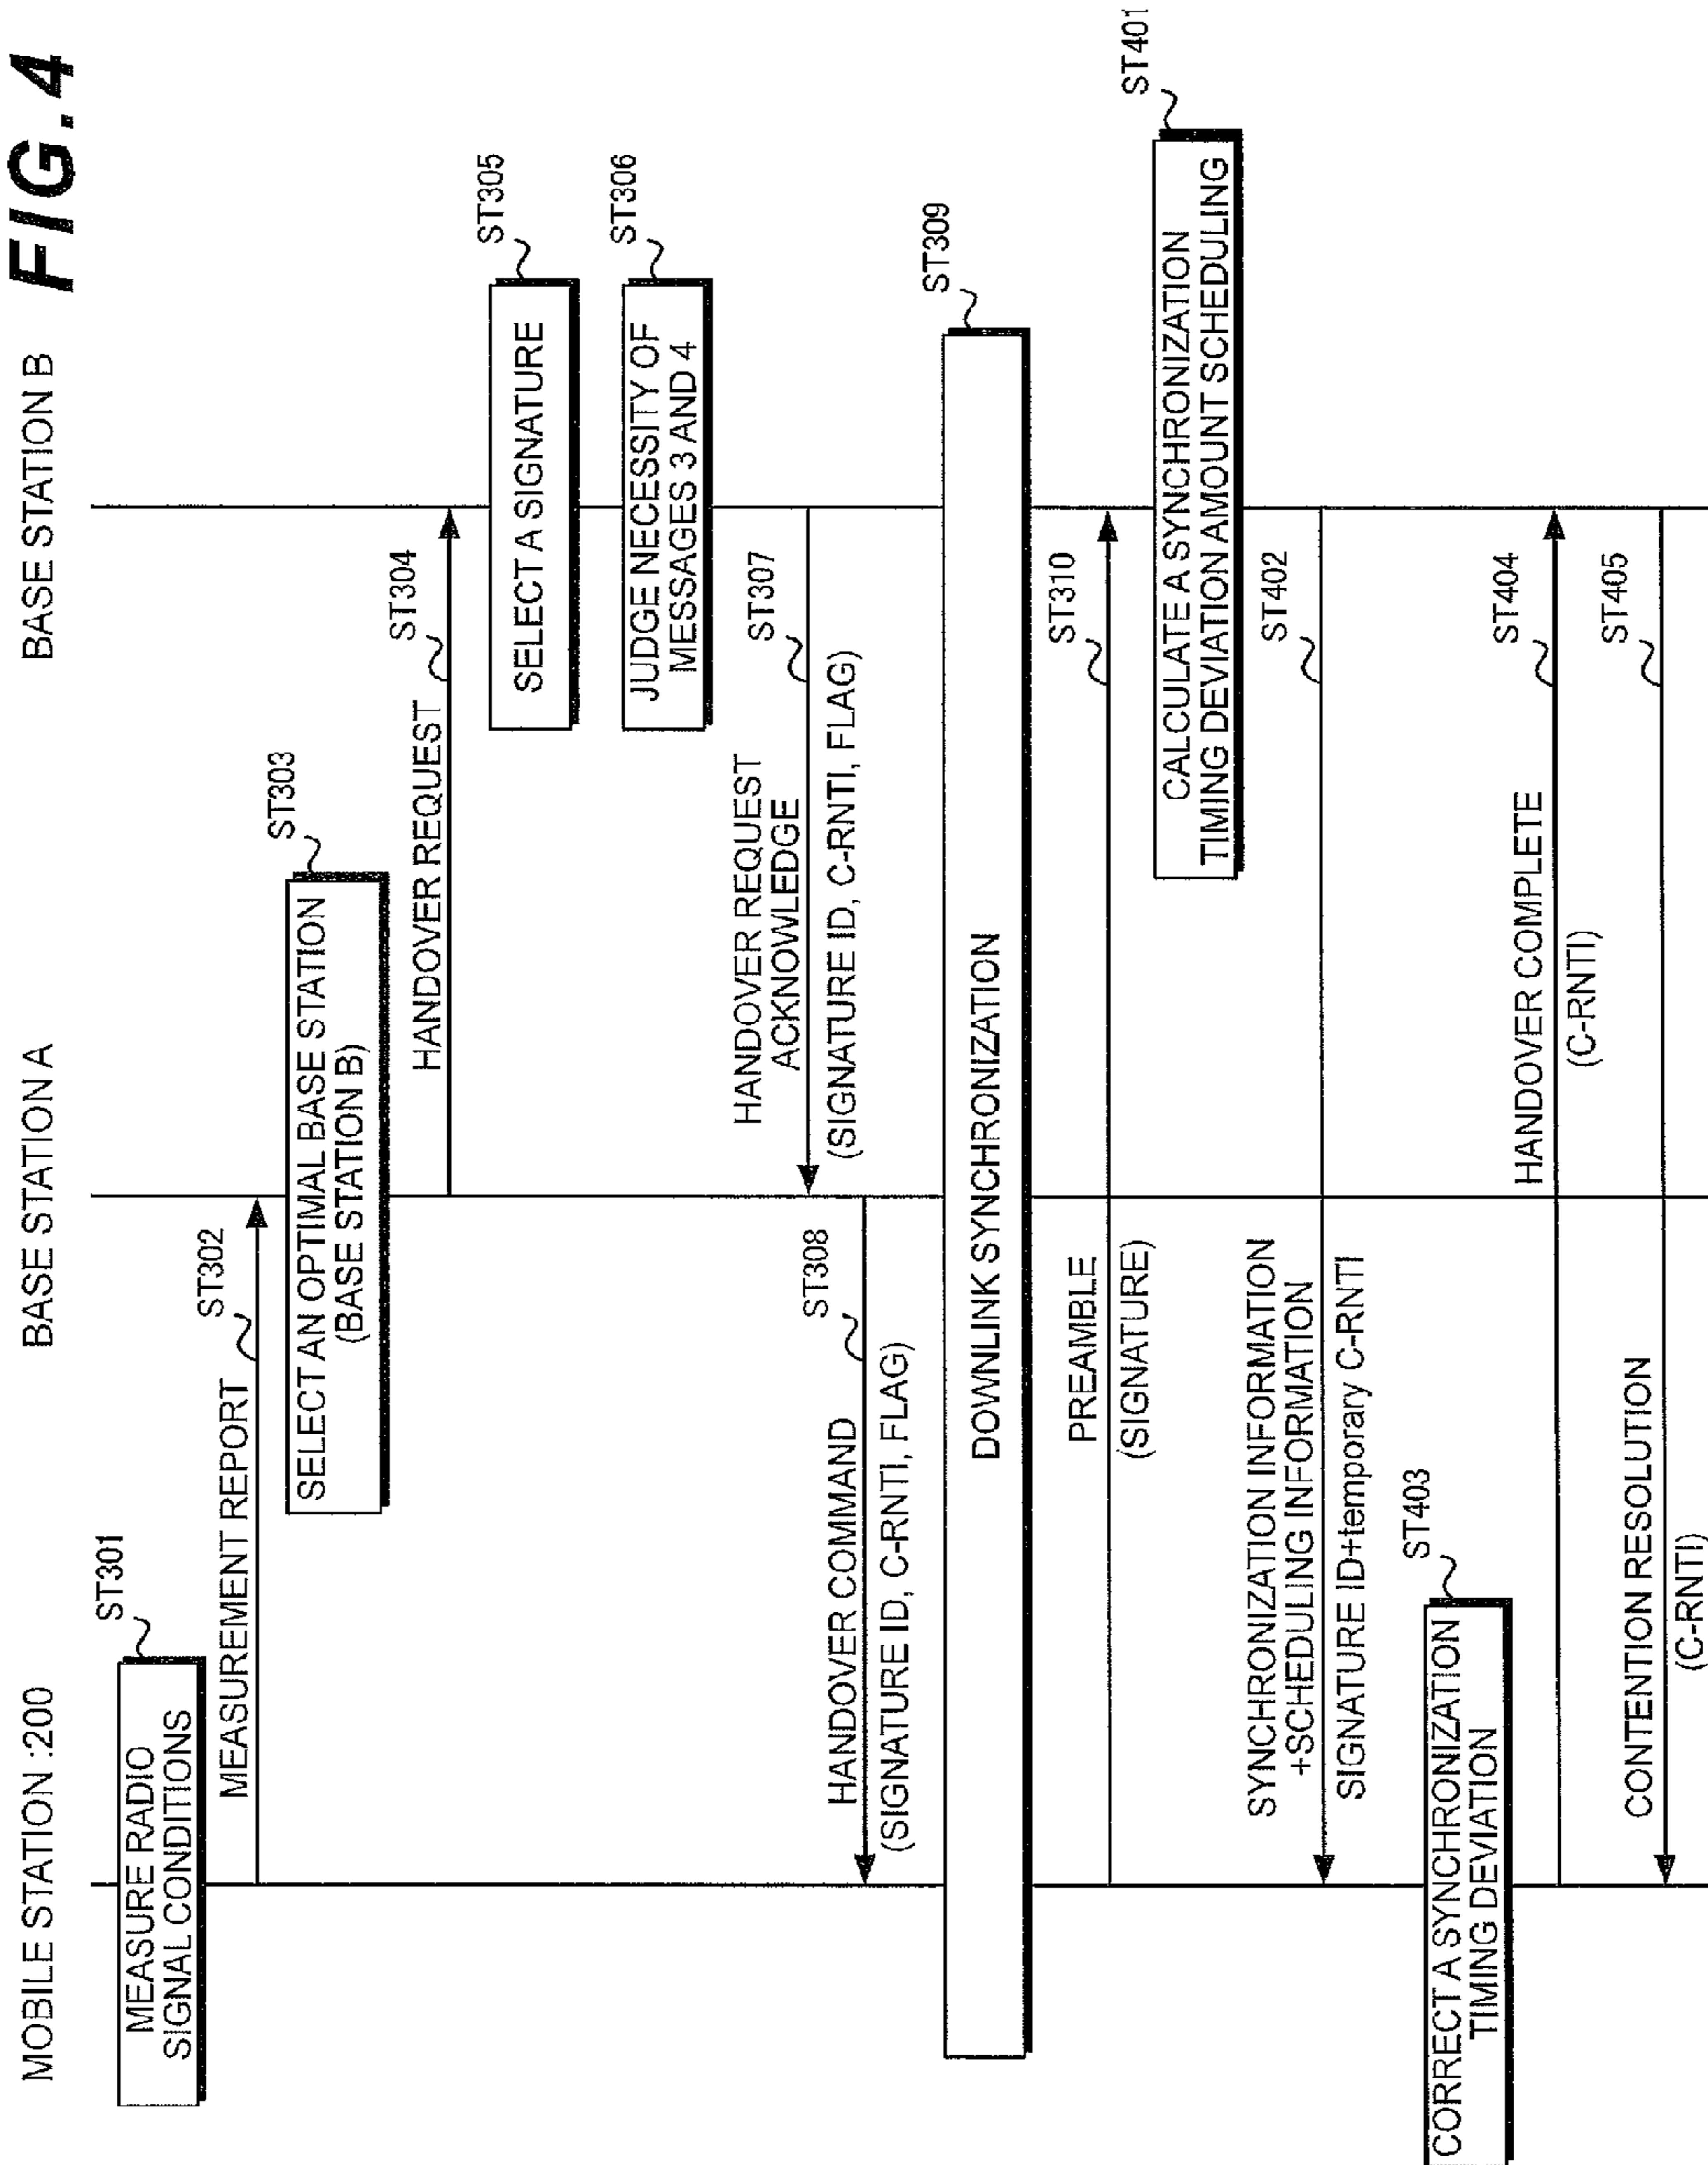 FIG.4
MOBILE STATION :200
BASE STATION A
BASE STATION B
ST301
MEASURE RADIO
SIGNAL CONDITIONS
MEASUREMENT REPORT
ST302
ST303
SELECT AN OPTIMAL BASE STATION
(BASE STATION B)
HANDOVER REQUEST
ST304
ST305
SELECT A SIGNATURE
ST306
JUDGE NECESSITY OF
MESSAGES 3 AND 4
HANDOVER REQUEST
ACKNOWLEDGE
ST307
(SIGNATURE ID, C-RNTI, FLAG)
HANDOVER COMMAND
ST308
(SIGNATURE ID, C-RNTI, FLAG)
ST309
DOWNLINK SYNCHRONIZATION
PREAMBLE
ST310
(SIGNATURE)
ST401
CALCULATE A SYNCHRONIZATION
TIMING DEVIATION AMOUNT SCHEDULING
SYNCHRONIZATION INFORMATION
+SCHEDULING INFORMATION
ST402
SIGNATURE ID+temporary C-RNTI
ST403
CORRECT A SYNCHRONIZATION
TIMING DEVIATION
HANDOVER COMPLETE
ST404
(C-RNTI)
CONTENTION RESOLUTION
ST405
(C-RNTI)